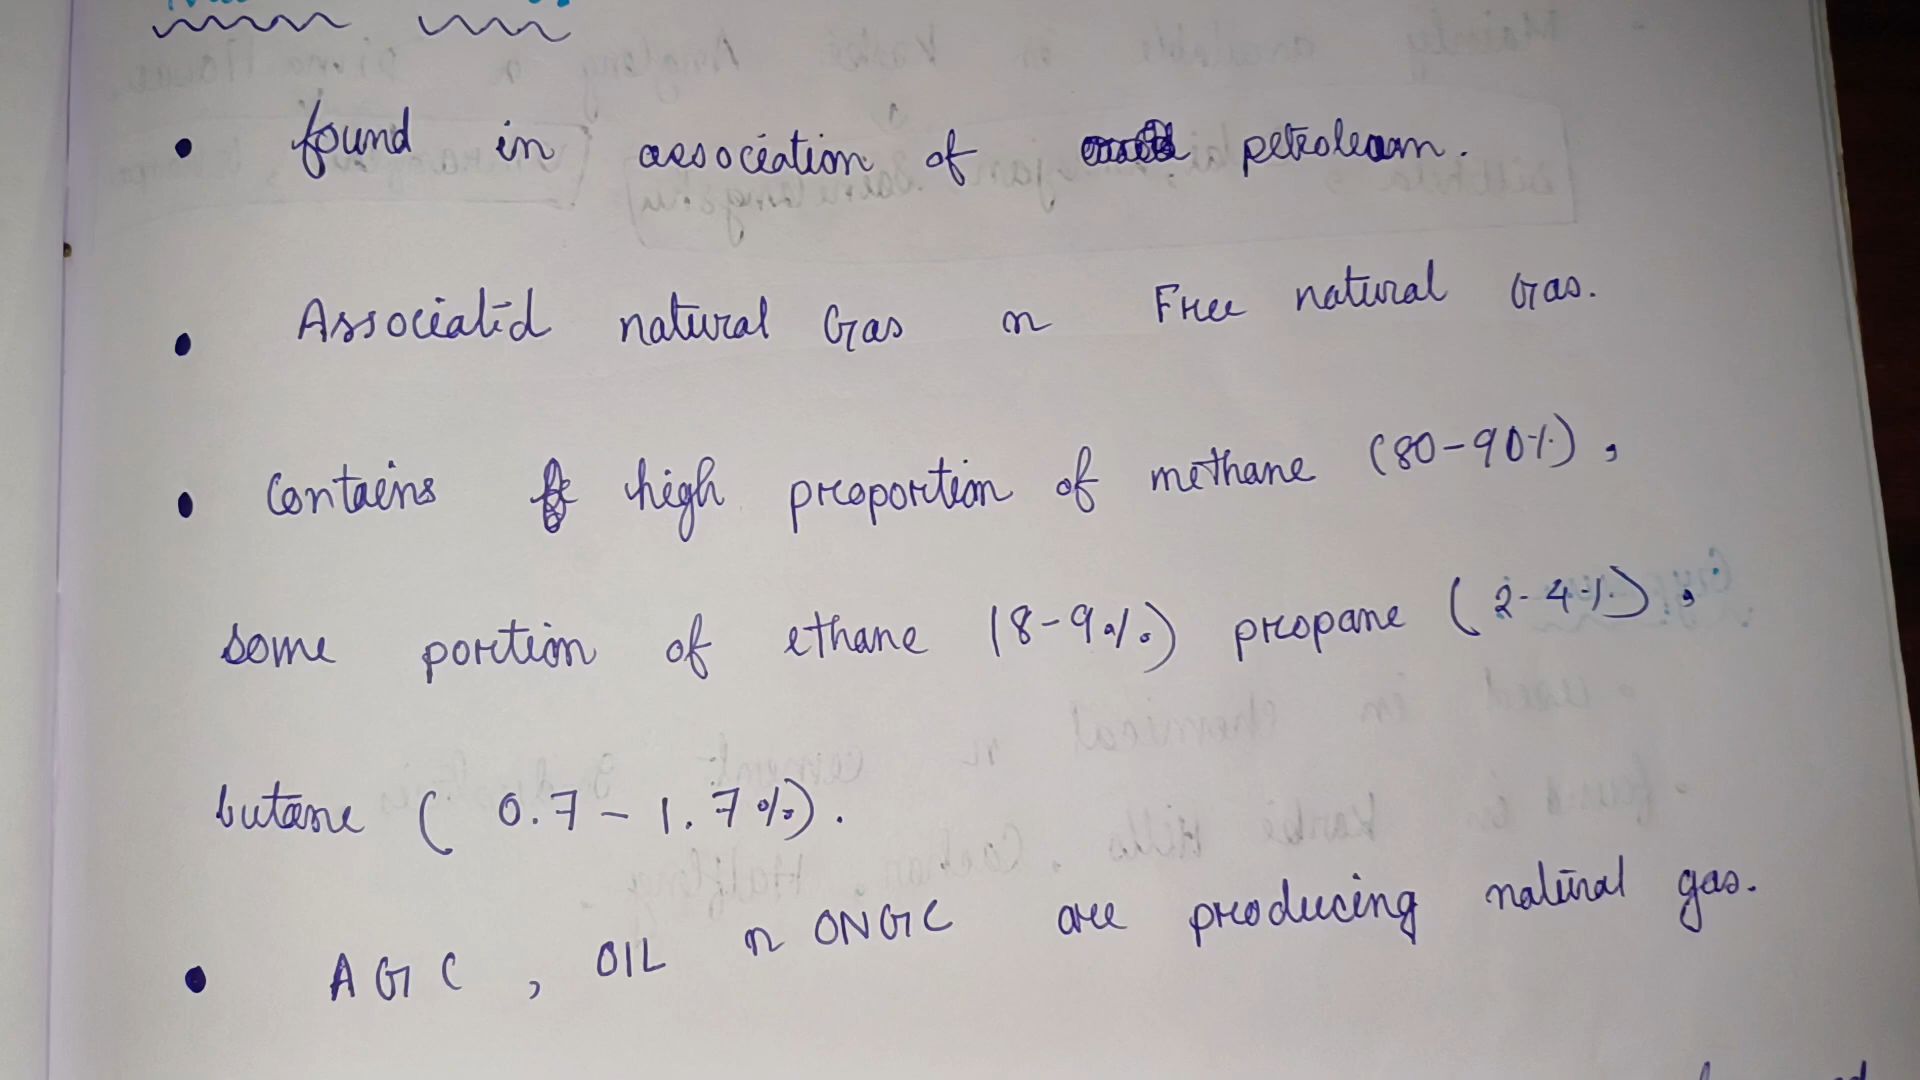 • found in association of petroleum.
• Associated natural Gas n Free natural Gas.
• Contains high proportion of methane (80-90%),
some portion of ethane (8-9%) propane (2-4%),
butane (0.7-1.7%).
• AGC, OIL n ONGC are producing natural gas.